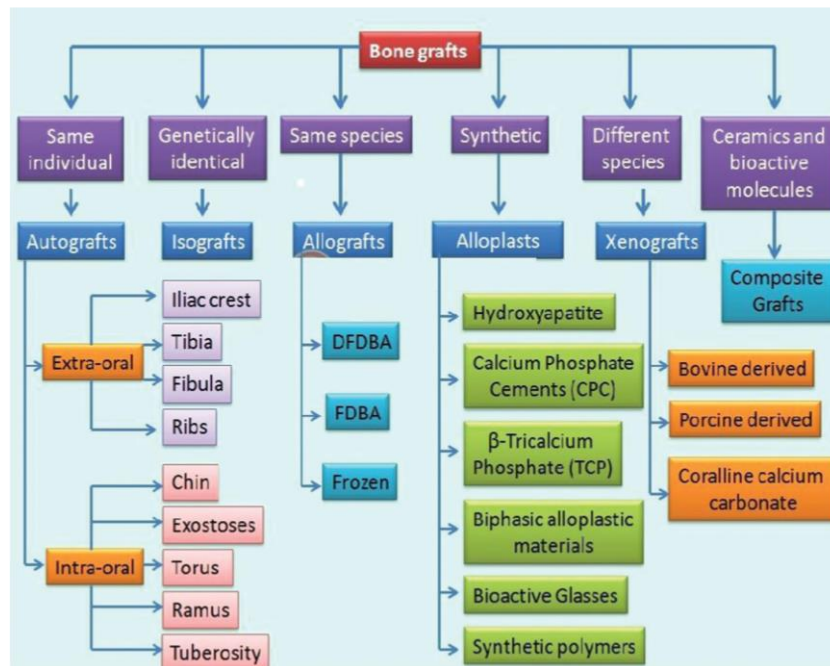 Bone grafts
Same
individual
Genetically
identical
Same species
Synthetic
Different
species
Ceramics and
bioactive
molecules
Autografts
Isografts
Allografts
Alloplasts
Xenografts
Composite
Grafts
Extra-oral
Iliac crest
Tibia
Fibula
Ribs
Intra-oral
Chin
Exostoses
Torus
Ramus
Tuberosity
DFDBA
FDBA
Frozen
Hydroxyapatite
Calcium Phosphate
Cements (CPC)
β-Tricalcium
Phosphate (TCP)
Biphasic alloplastic
materials
Bioactive Glasses
Synthetic polymers
Bovine derived
Porcine derived
Coralline calcium
carbonate